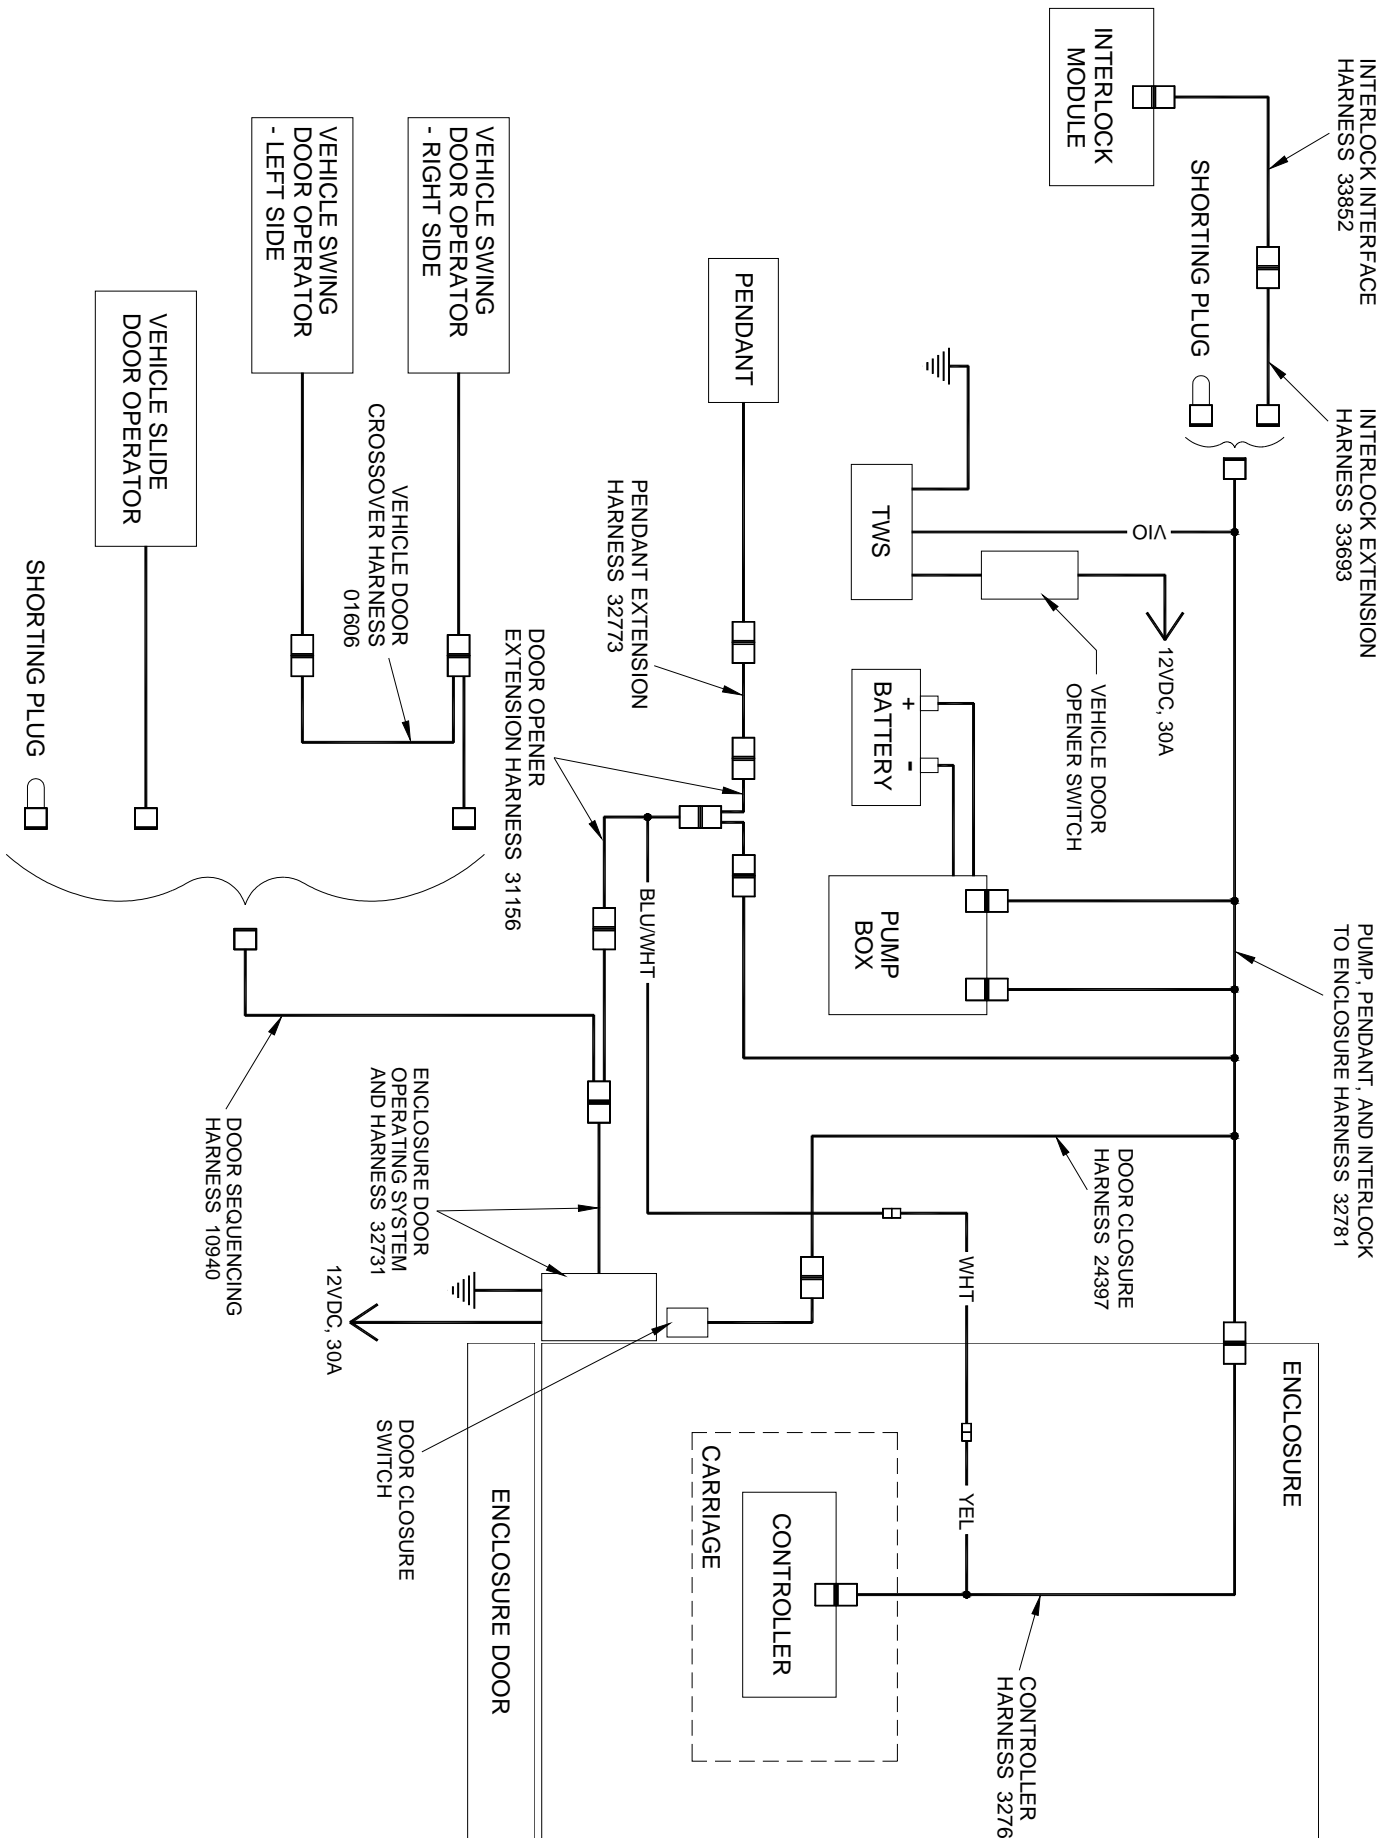 INTERLOCK INTERFACE
HARNESS 33852
INTERLOCK EXTENSION
HARNESS 33693
PUMP, PENDANT, AND INTERLOCK
TO ENCLOSURE HARNESS 32781
INTERLOCK
MODULE
SHORTING PLUG
VIO
12VDC, 30A
TWS
VEHICLE DOOR
OPENER SWITCH
+ -
BATTERY
PUMP
BOX
ENCLOSURE
DOOR CLOSURE
HARNESS 24397
CONTROLLER
HARNESS 3276
WHT
YEL
CONTROLLER
CARRIAGE
PENDANT
PENDANT EXTENSION
HARNESS 32773
BLU/WHT
DOOR OPENER
EXTENSION HARNESS 31156
VEHICLE SWING
DOOR OPERATOR
- RIGHT SIDE
VEHICLE SWING
DOOR OPERATOR
- LEFT SIDE
VEHICLE DOOR
CROSSOVER HARNESS
01606
ENCLOSURE DOOR
OPERATING SYSTEM
AND HARNESS 32731
12VDC, 30A
DOOR CLOSURE
SWITCH
ENCLOSURE DOOR
VEHICLE SLIDE
DOOR OPERATOR
DOOR SEQUENCING
HARNESS 10940
SHORTING PLUG